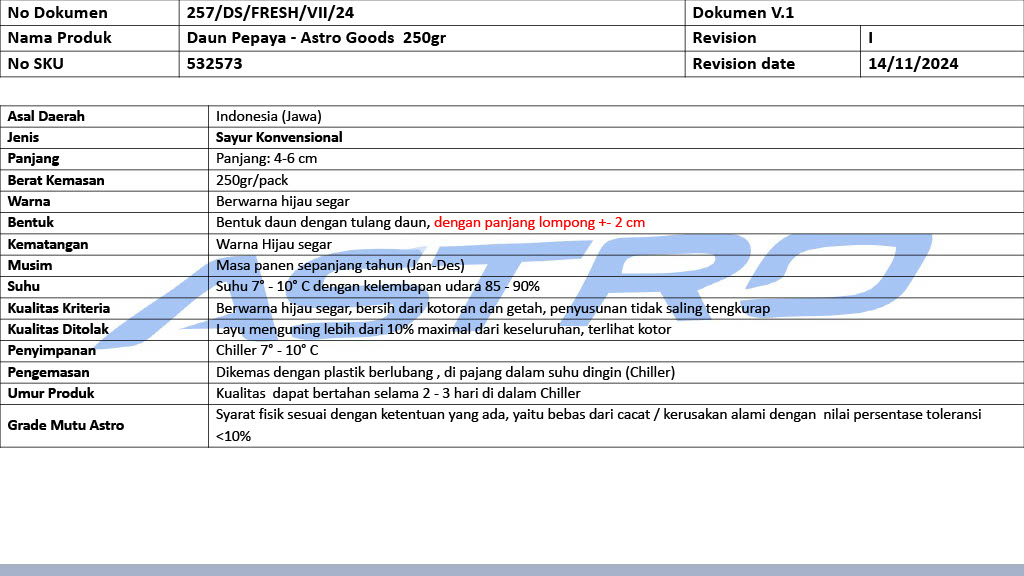 No Dokumen 257/DS/FRESH/VII/24 Dokumen V.1
Nama Produk Daun Pepaya - Astro Goods 250gr Revision I
No SKU 532573 Revision date 14/11/2024
Asal Daerah Indonesia (Jawa)
Jenis Sayur Konvensional
Panjang Panjang: 4-6 cm
Berat Kemasan 250gr/pack
Warna Berwarna hijau segar
Bentuk Bentuk daun dengan tulang daun, dengan panjang lompong +- 2 cm
Kematangan Warna Hijau segar
Musim Masa panen sepanjang tahun (Jan-Des)
Suhu Suhu 7° - 10° C dengan kelembapan udara 85 - 90%
Kualitas Kriteria Berwarna hijau segar, bersih dari kotoran dan getah, penyusunan tidak saling tengkurap
Kualitas Ditolak Layu menguning lebih dari 10% maximal dari keseluruhan, terlihat kotor
Penyimpanan Chiller 7° - 10° C
Pengemasan Dikemas dengan plastik berlubang , di pajang dalam suhu dingin (Chiller)
Umur Produk Kualitas dapat bertahan selama 2 - 3 hari di dalam Chiller
Grade Mutu Astro Syarat fisik sesuai dengan ketentuan yang ada, yaitu bebas dari cacat / kerusakan alami dengan nilai persentase toleransi
<10%
ASTRO